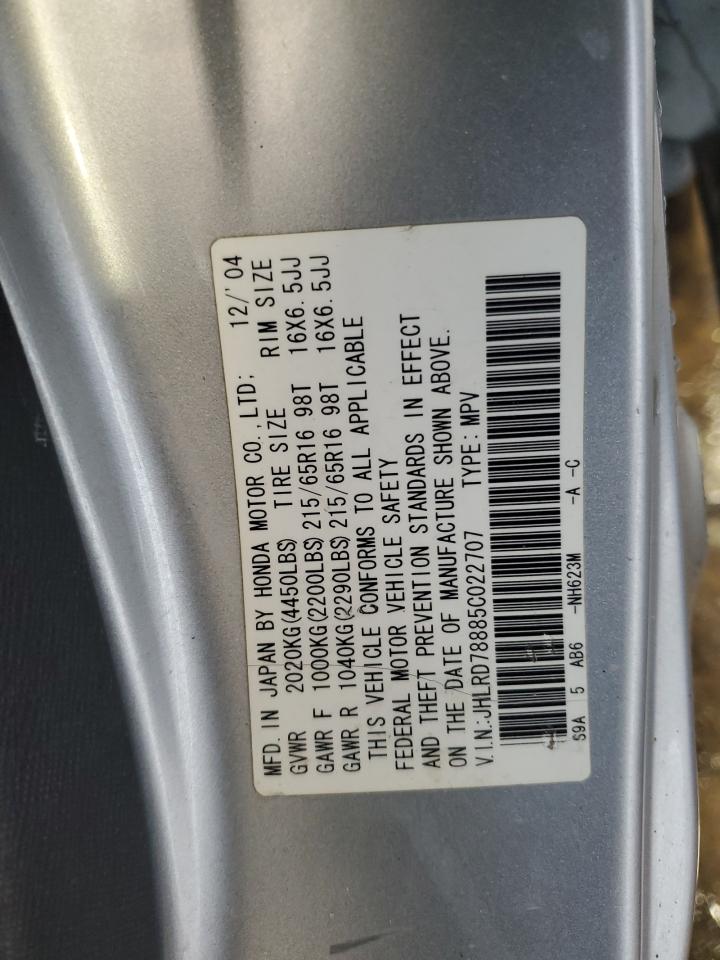 MFD. IN JAPAN BY HONDA MOTOR CO., LTD; 12/'04
GVWR 2020KG(4450LBS) TIRE SIZE RIM SIZE
GAWR F 1000KG(2200LBS)215/65R16 98T 16X6. 5JJ
GAWR R 1040KG(2290LBS)215/65R16 98T 16X6. 5JJ
THIS VEHICLE CONFORMS TO ALL APPLICABLE
FEDERAL MOTOR VEHICLE SAFETY
AND THEFT PREVENTION STANDARDS IN EFFECT
ON THE DATE OF MANUFACTURE SHOWN ABOVE.
V.I.N.:JHLRD78885C022707 TYPE: MPV
S9A 5 AB6 -NH623M -A -C